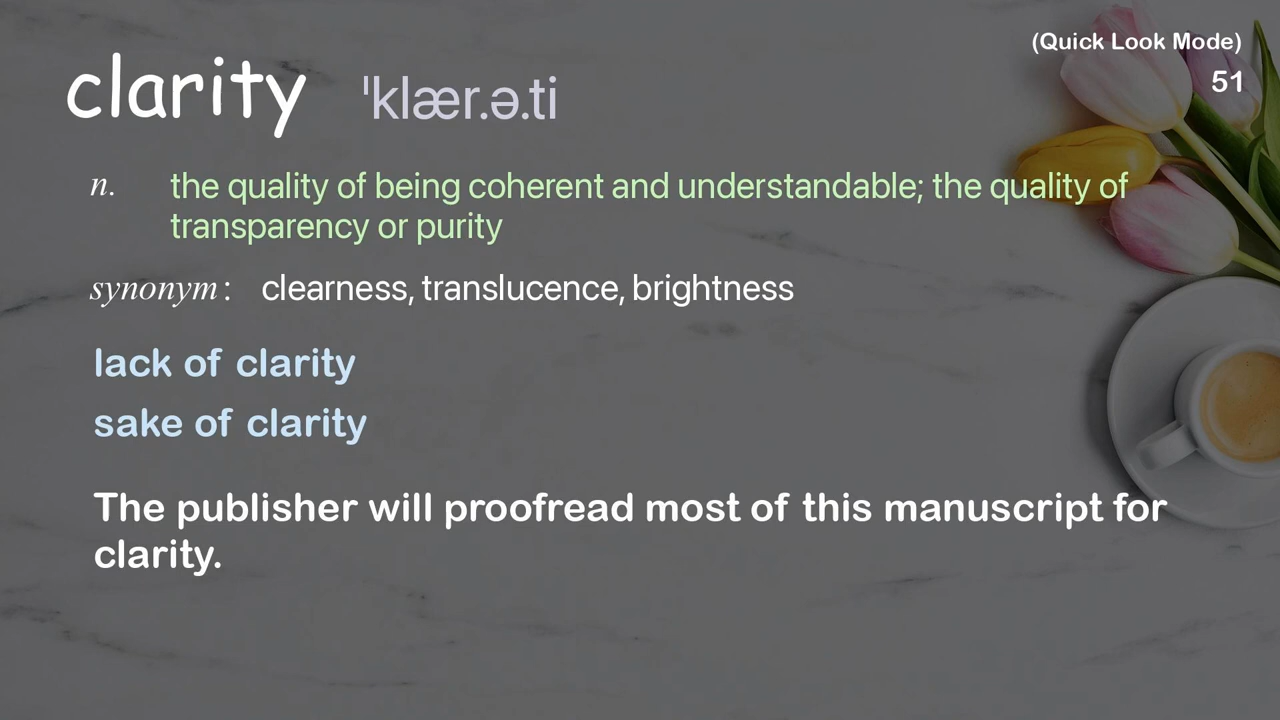 (Quick Look Mode)
51
clarity ˈklær.ə.ti
n. the quality of being coherent and understandable; the quality of
transparency or purity
synonym: clearness, translucence, brightness
lack of clarity
sake of clarity
The publisher will proofread most of this manuscript for
clarity.